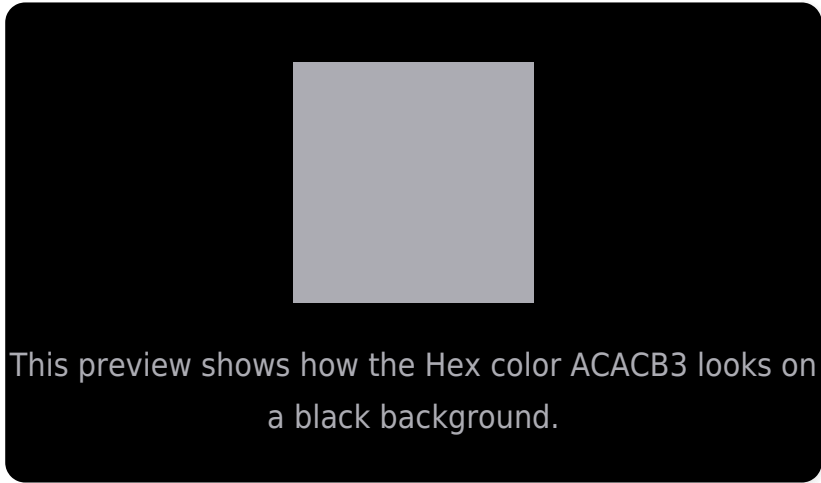 This preview shows how the Hex color ACACB3 looks on
a black background.